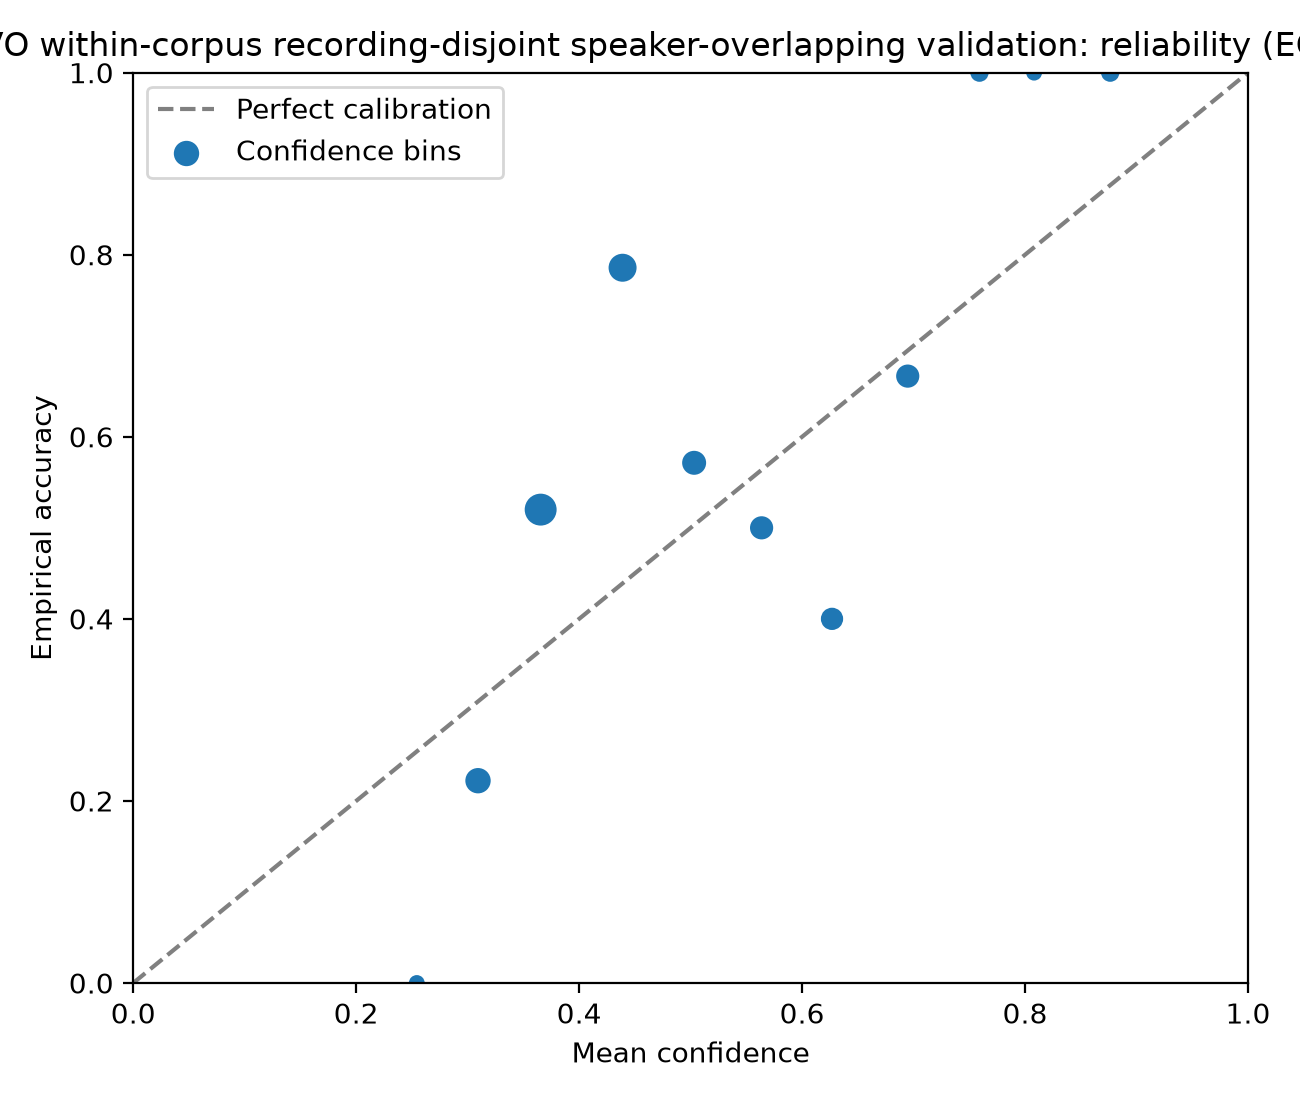 /O within-corpus recording-disjoint speaker-overlapping validation: reliability (E
Perfect calibration
Confidence bins
1.0
0.8
0.6
0.4
0.2
0.0
Empirical accuracy
0.0 0.2 0.4 0.6 0.8 1.0
Mean confidence